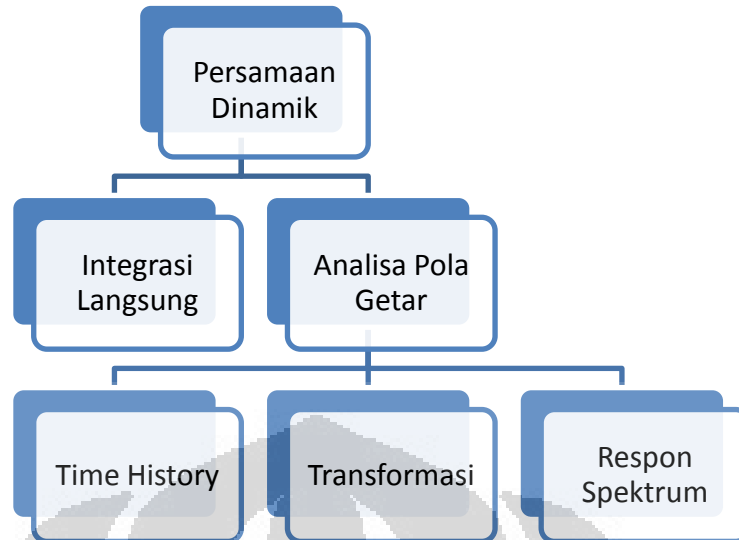 Persamaan
Dinamik
Integrasi
Langsung
Analisa Pola
Getar
Time History
Transformasi
Respon
Spektrum